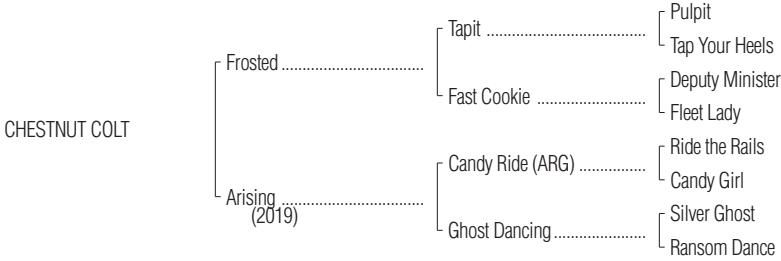 Pulpit
Tapit ......................................
Tap Your Heels
Frosted ..................................
Deputy Minister
Fast Cookie ..........................
Fleet Lady
CHESTNUT COLT
Ride the Rails
Candy Ride (ARG) ................
Candy Girl
Arising ..................................
(2019)
Silver Ghost
Ghost Dancing......................
Ransom Dance